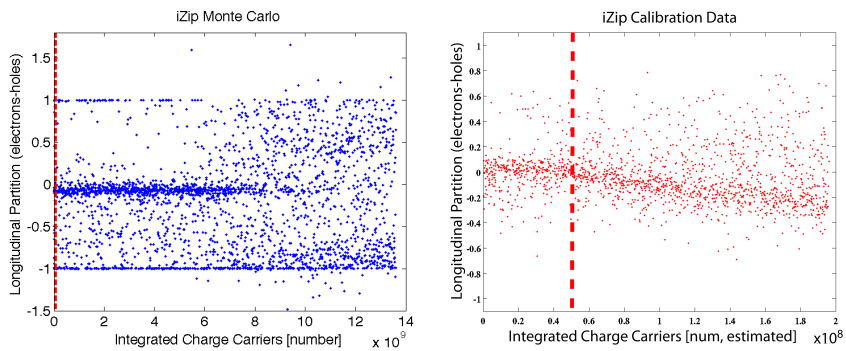 iZip Monte Carlo
Longitudinal Partition (electrons-holes)
1.5
1
0.5
0
-0.5
-1
-1.5
0 2 4 6 8 10 12 14
Integrated Charge Carriers [number]
x 10^9
iZip Calibration Data
Longitudinal Partition (electrons-holes)
1
0.8
0.6
0.4
0.2
0
-0.2
-0.4
-0.6
-0.8
-1
0 0.2 0.4 0.6 0.8 1 1.2 1.4 1.6 1.8 2
Integrated Charge Carriers [num, estimated]
x10^8